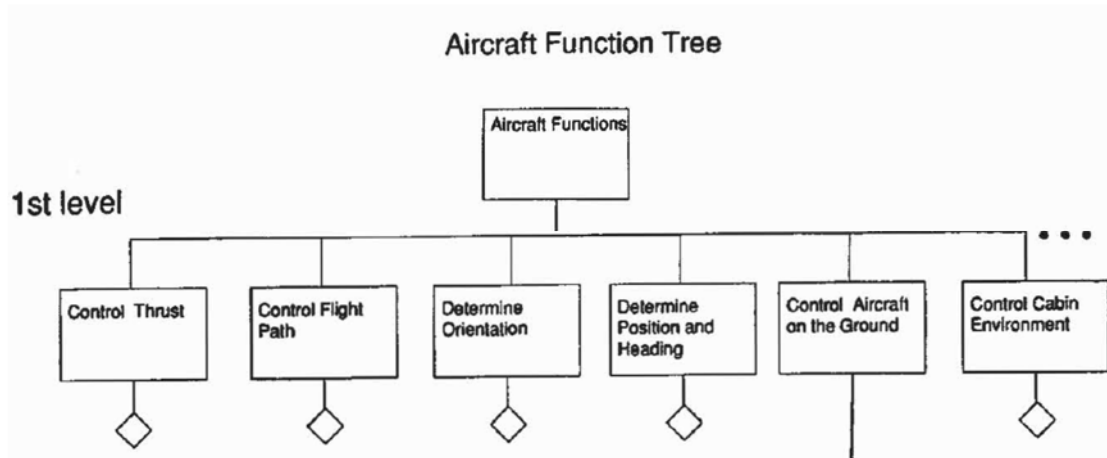 Aircraft Function Tree
Aircraft Functions
1st level
Control Thrust
Control Flight
Path
Determine
Orientation
Determine
Position and
Heading
Control Aircraft
on the Ground
Control Cabin
Environment